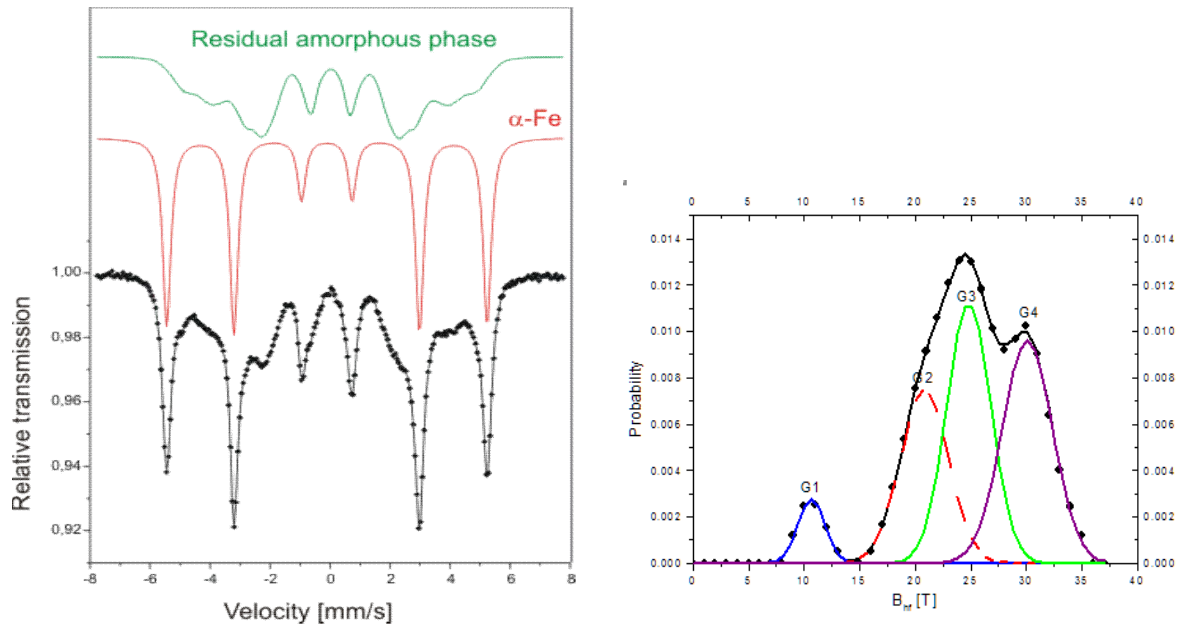 Residual amorphous phase
α-Fe
Relative transmission
1.00
0,98
0,96
0,94
0,92
-8 -6 -4 -2 0 2 4 6 8
Velocity [mm/s]
0 5 10 15 20 25 30 35 40
Probability
0.014 0.014
0.012 0.012
0.010 0.010
0.008 0.008
0.006 0.006
0.004 0.004
0.002 0.002
0.000 0.000
G1
G2
G3
G4
0 5 10 15 20 25 30 35 40
B hf [T]